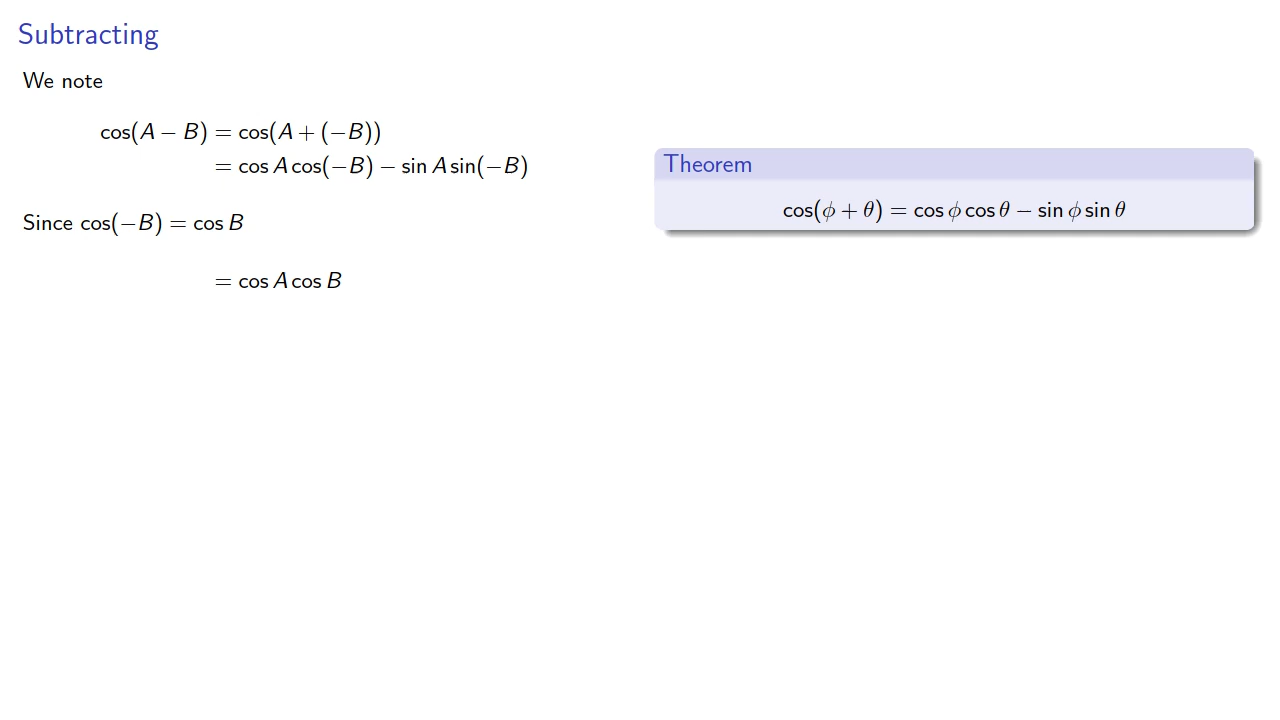 Subtracting
We note
cos(A − B) = cos(A + (−B))
= cos A cos(−B) − sin A sin(−B)
Since cos(−B) = cos B
= cos A cos B
Theorem
cos(ϕ + θ) = cos ϕ cos θ − sin ϕ sin θ